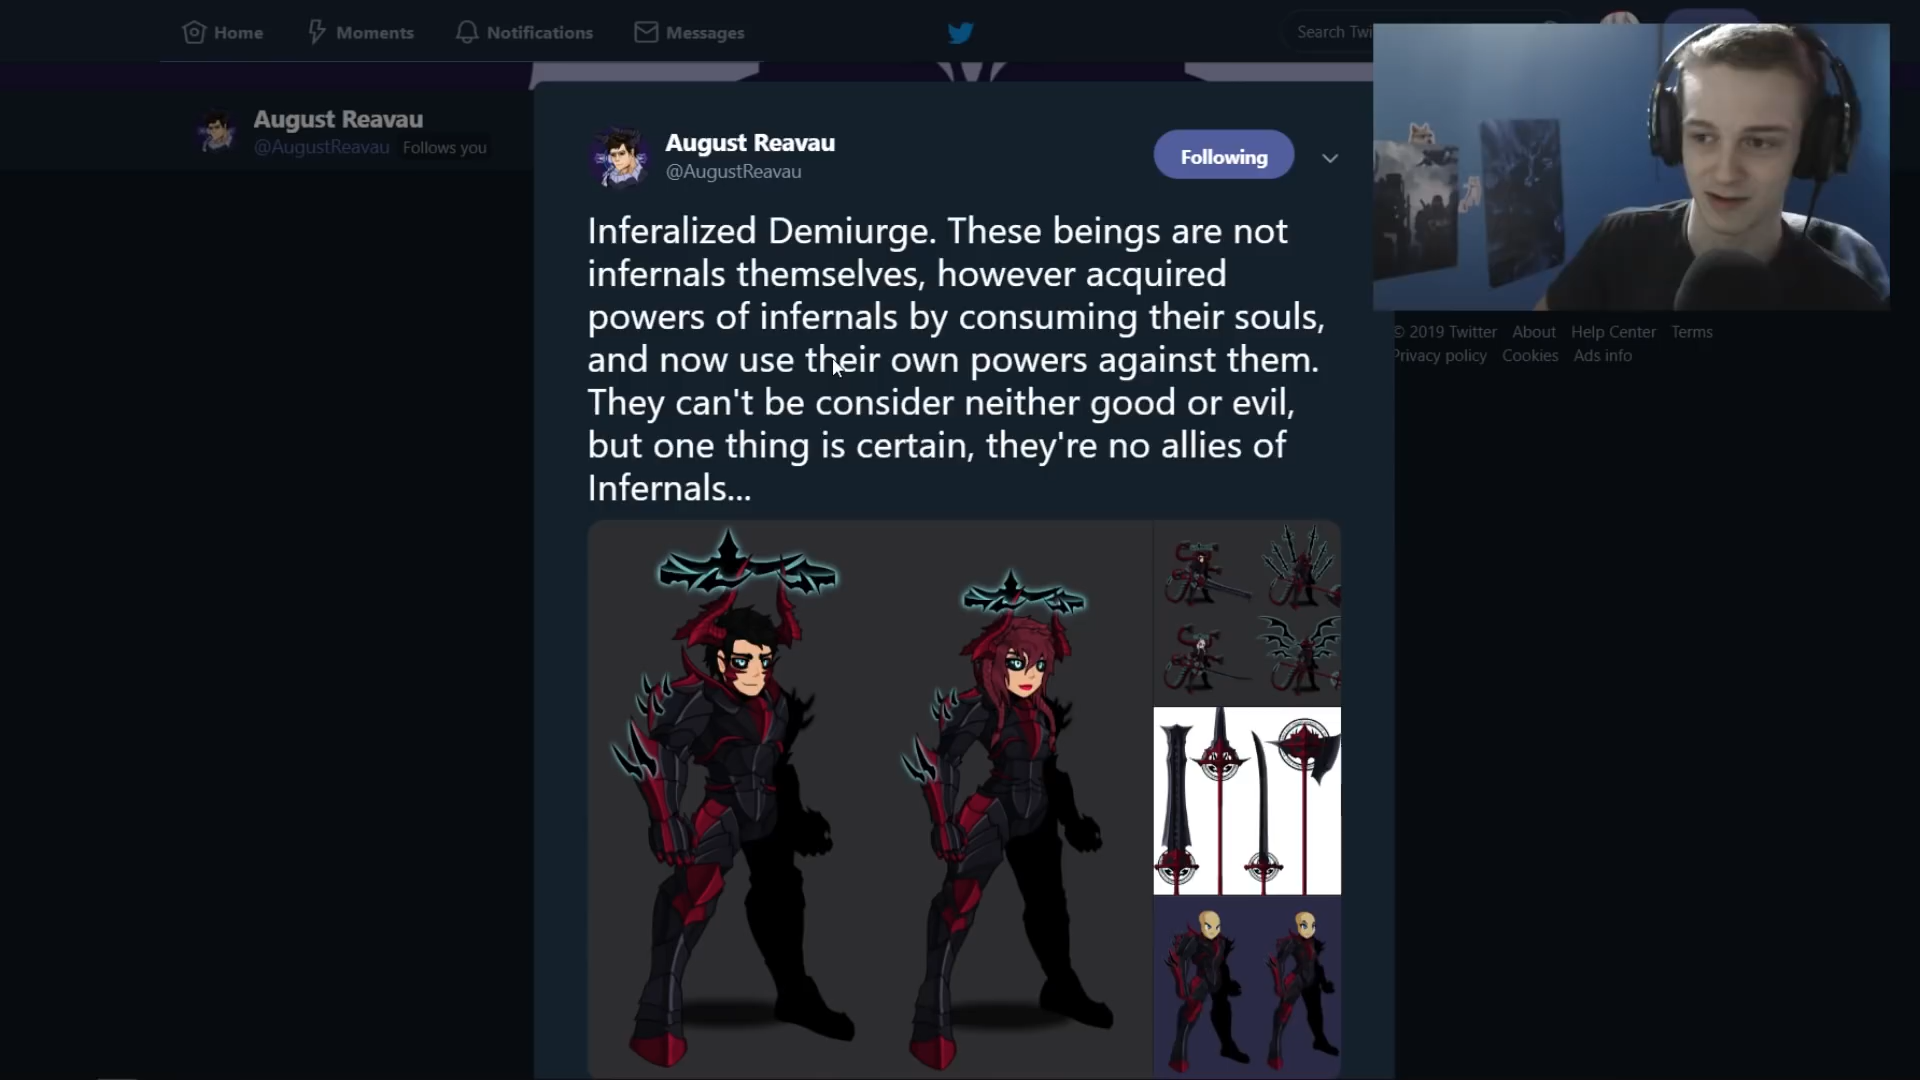 Home Moments Notifications Messages
Search Twi
August Reavau
@AugustReavau Follows you
August Reavau
@AugustReavau
Following
Inferalized Demiurge. These beings are not
infernals themselves, however acquired
powers of infernals by consuming their souls,
and now use their own powers against them.
They can't be consider neither good or evil,
but one thing is certain, they're no allies of
Infernals...
© 2019 Twitter About Help Center Terms
Privacy policy Cookies Ads info